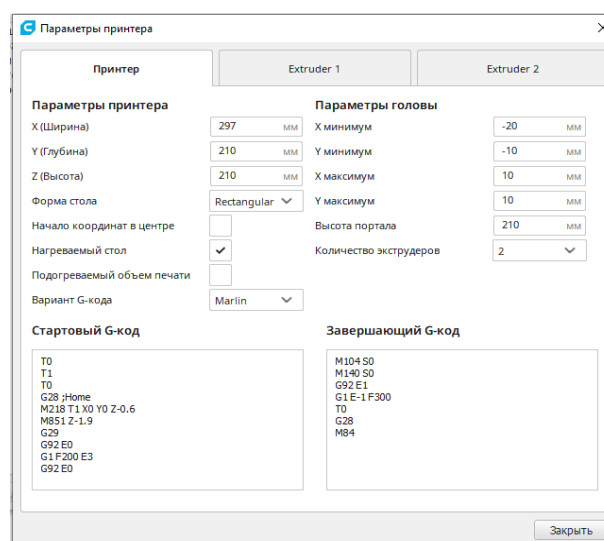 Параметры принтера
Принтер
Extruder 1
Extruder 2
Параметры принтера
X (Ширина) 297 мм
Y (Глубина) 210 мм
Z (Высота) 210 мм
Форма стола Rectangular
Начало координат в центре
Нагреваемый стол
Подогреваемый объем печати
Вариант G-кода Marlin
Параметры головы
X минимум -20 мм
Y минимум -10 мм
X максимум 10 мм
Y максимум 10 мм
Высота портала 210 мм
Количество экструдеров 2
Стартовый G-код
T0
T1
T0
G28 ;Home
M218 T1 X0 Y0 Z-0.6
M851 Z-1.9
G29
G92 E0
G1 F200 E3
G92 E0
Завершающий G-код
M104 S0
M140 S0
G92 E1
G1 E-1 F300
T0
G28
M84
Закрыть